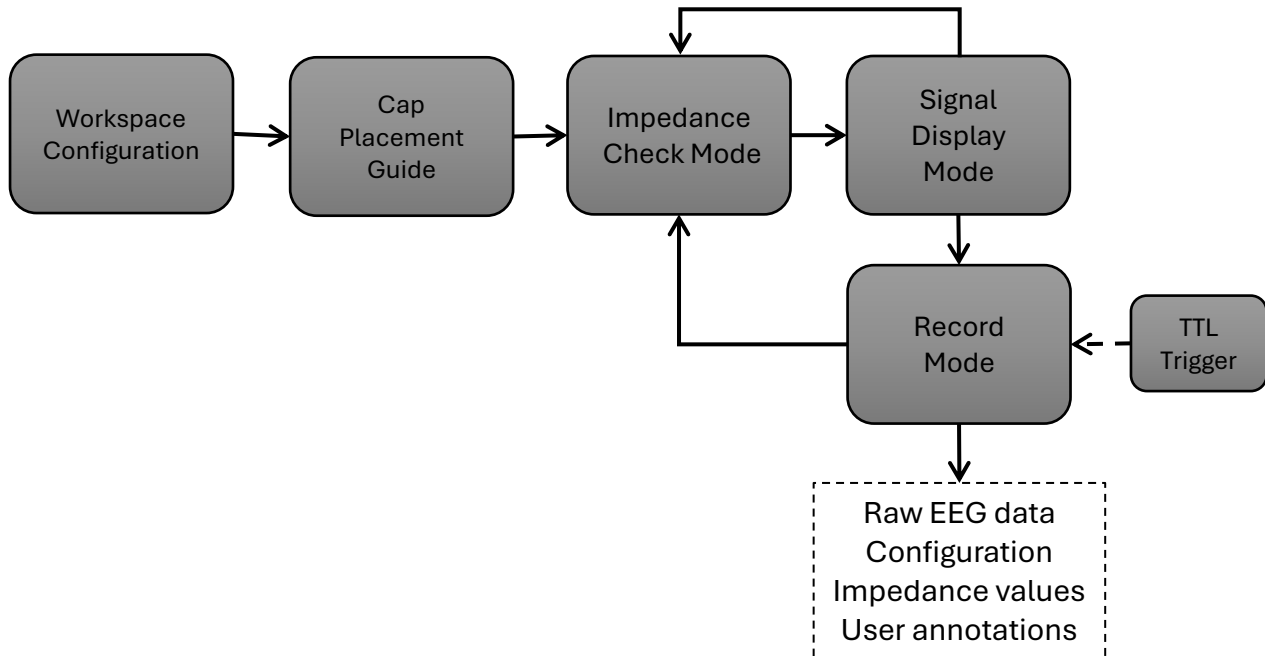 Workspace
Configuration
Cap
Placement
Guide
Impedance
Check Mode
Signal
Display
Mode
Record
Mode
TTL
Trigger
Raw EEG data
Configuration
Impedance values
User annotations